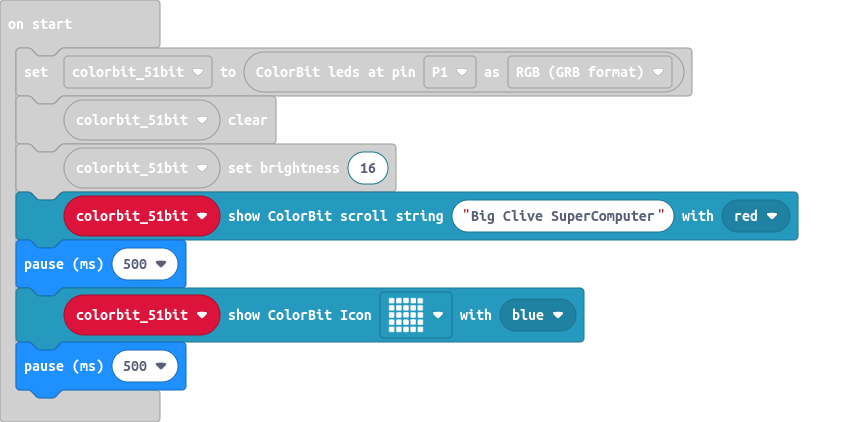 on start
set colorbit_51bit to ColorBit leds at pin P1 as RGB (GRB format)
colorbit_51bit clear
colorbit_51bit set brightness 16
colorbit_51bit show ColorBit scroll string "Big Clive SuperComputer" with red
pause (ms) 500
colorbit_51bit show ColorBit Icon with blue
pause (ms) 500